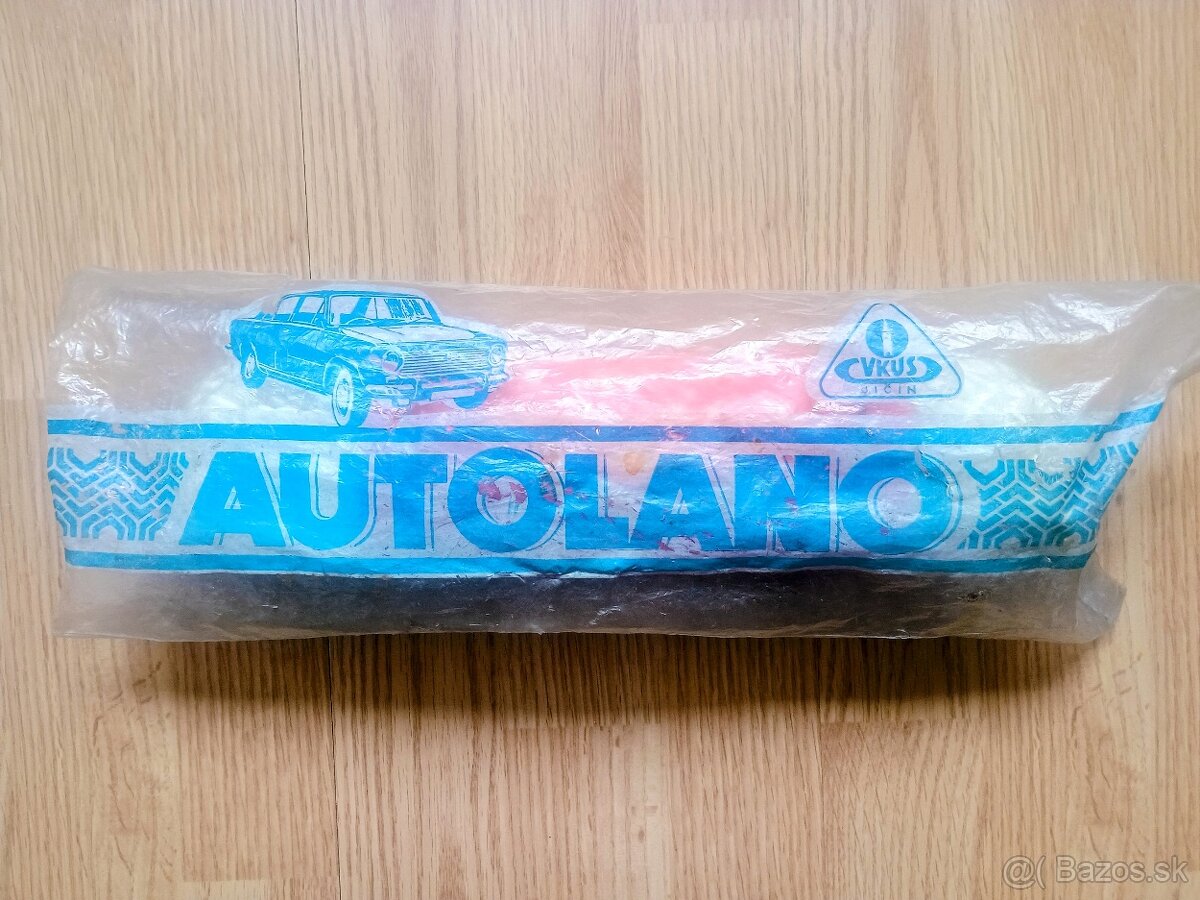 VKUS
JIČÍN
AUTOLANO
@( Bazos.sk